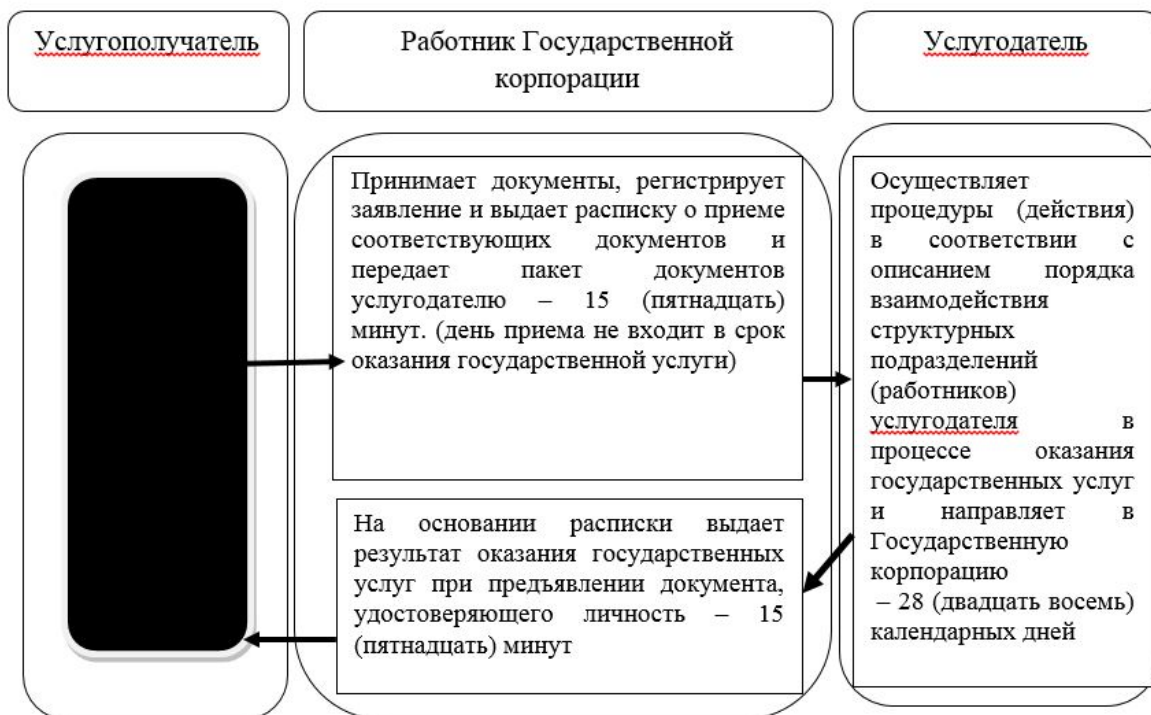 Услугополучатель
Работник Государственной
корпорации
Услугодатель
Принимает документы, регистрирует
заявление и выдает расписку о приеме
соответствующих документов и
передает пакет документов
услугодателю – 15 (пятнадцать)
минут. (день приема не входит в срок
оказания государственной услуги)
На основании расписки выдает
результат оказания государственных
услуг при предъявлении документа,
удостоверяющего личность – 15
(пятнадцать) минут
Осуществляет
процедуры (действия)
в соответствии с
описанием порядка
взаимодействия
структурных
подразделений
(работников)
услугодателя в
процессе оказания
государственных услуг
и направляет в
Государственную
корпорацию
– 28 (двадцать восемь)
календарных дней